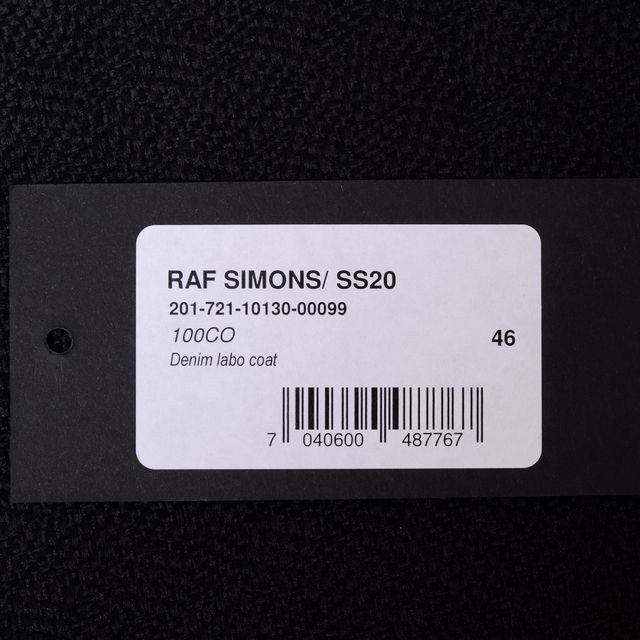 RAF SIMONS/ SS20
201-721-10130-00099
100CO
46
Denim labo coat
7 040600 487767